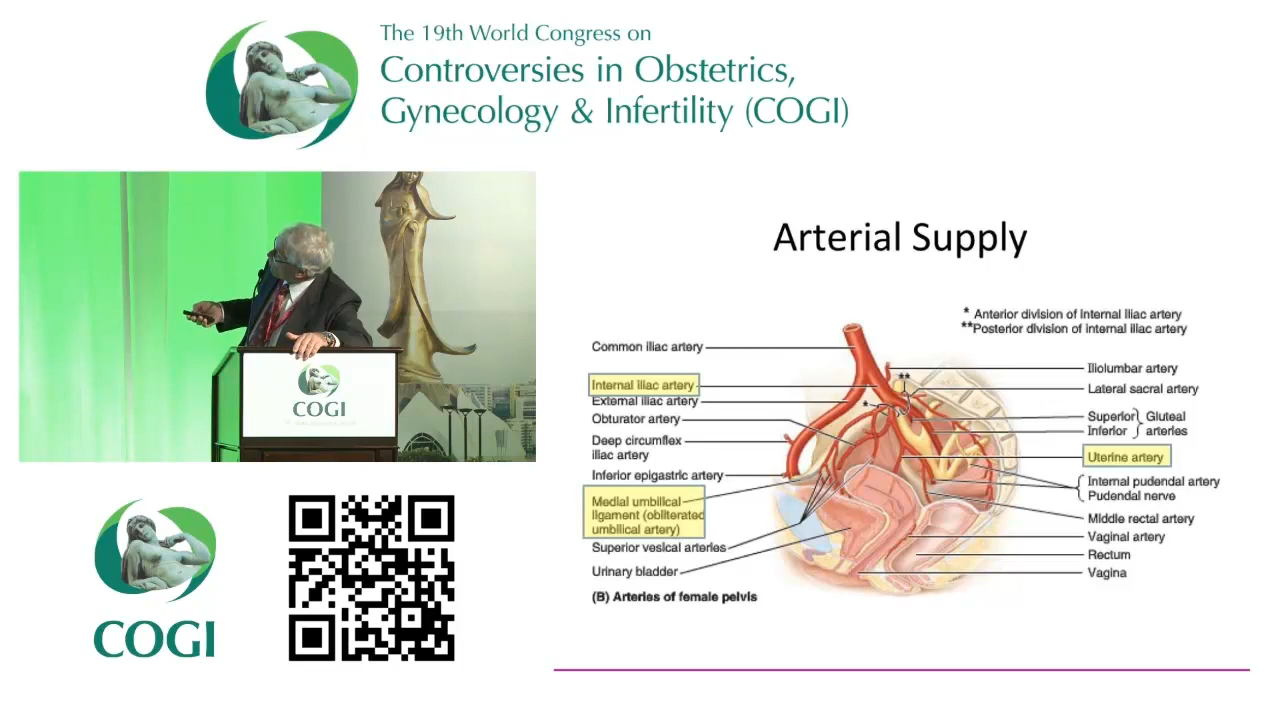 The 19th World Congress on
Controversies in Obstetrics,
Gynecology & Infertility (COGI)
COGI
COGI
Arterial Supply
* Anterior division of internal iliac artery
**Posterior division of internal iliac artery
Common iliac artery
Internal iliac artery
External iliac artery
Obturator artery
Deep circumflex
iliac artery
Inferior epigastric artery
Medial umbilical
ligament (obliterated
umbilical artery)
Superior vesical arteries
Urinary bladder
(B) Arteries of female pelvis
**
*
Iliolumbar artery
Lateral sacral artery
Superior } Gluteal
Inferior } arteries
Uterine artery
Internal pudendal artery
Pudendal nerve
Middle rectal artery
Vaginal artery
Rectum
Vagina